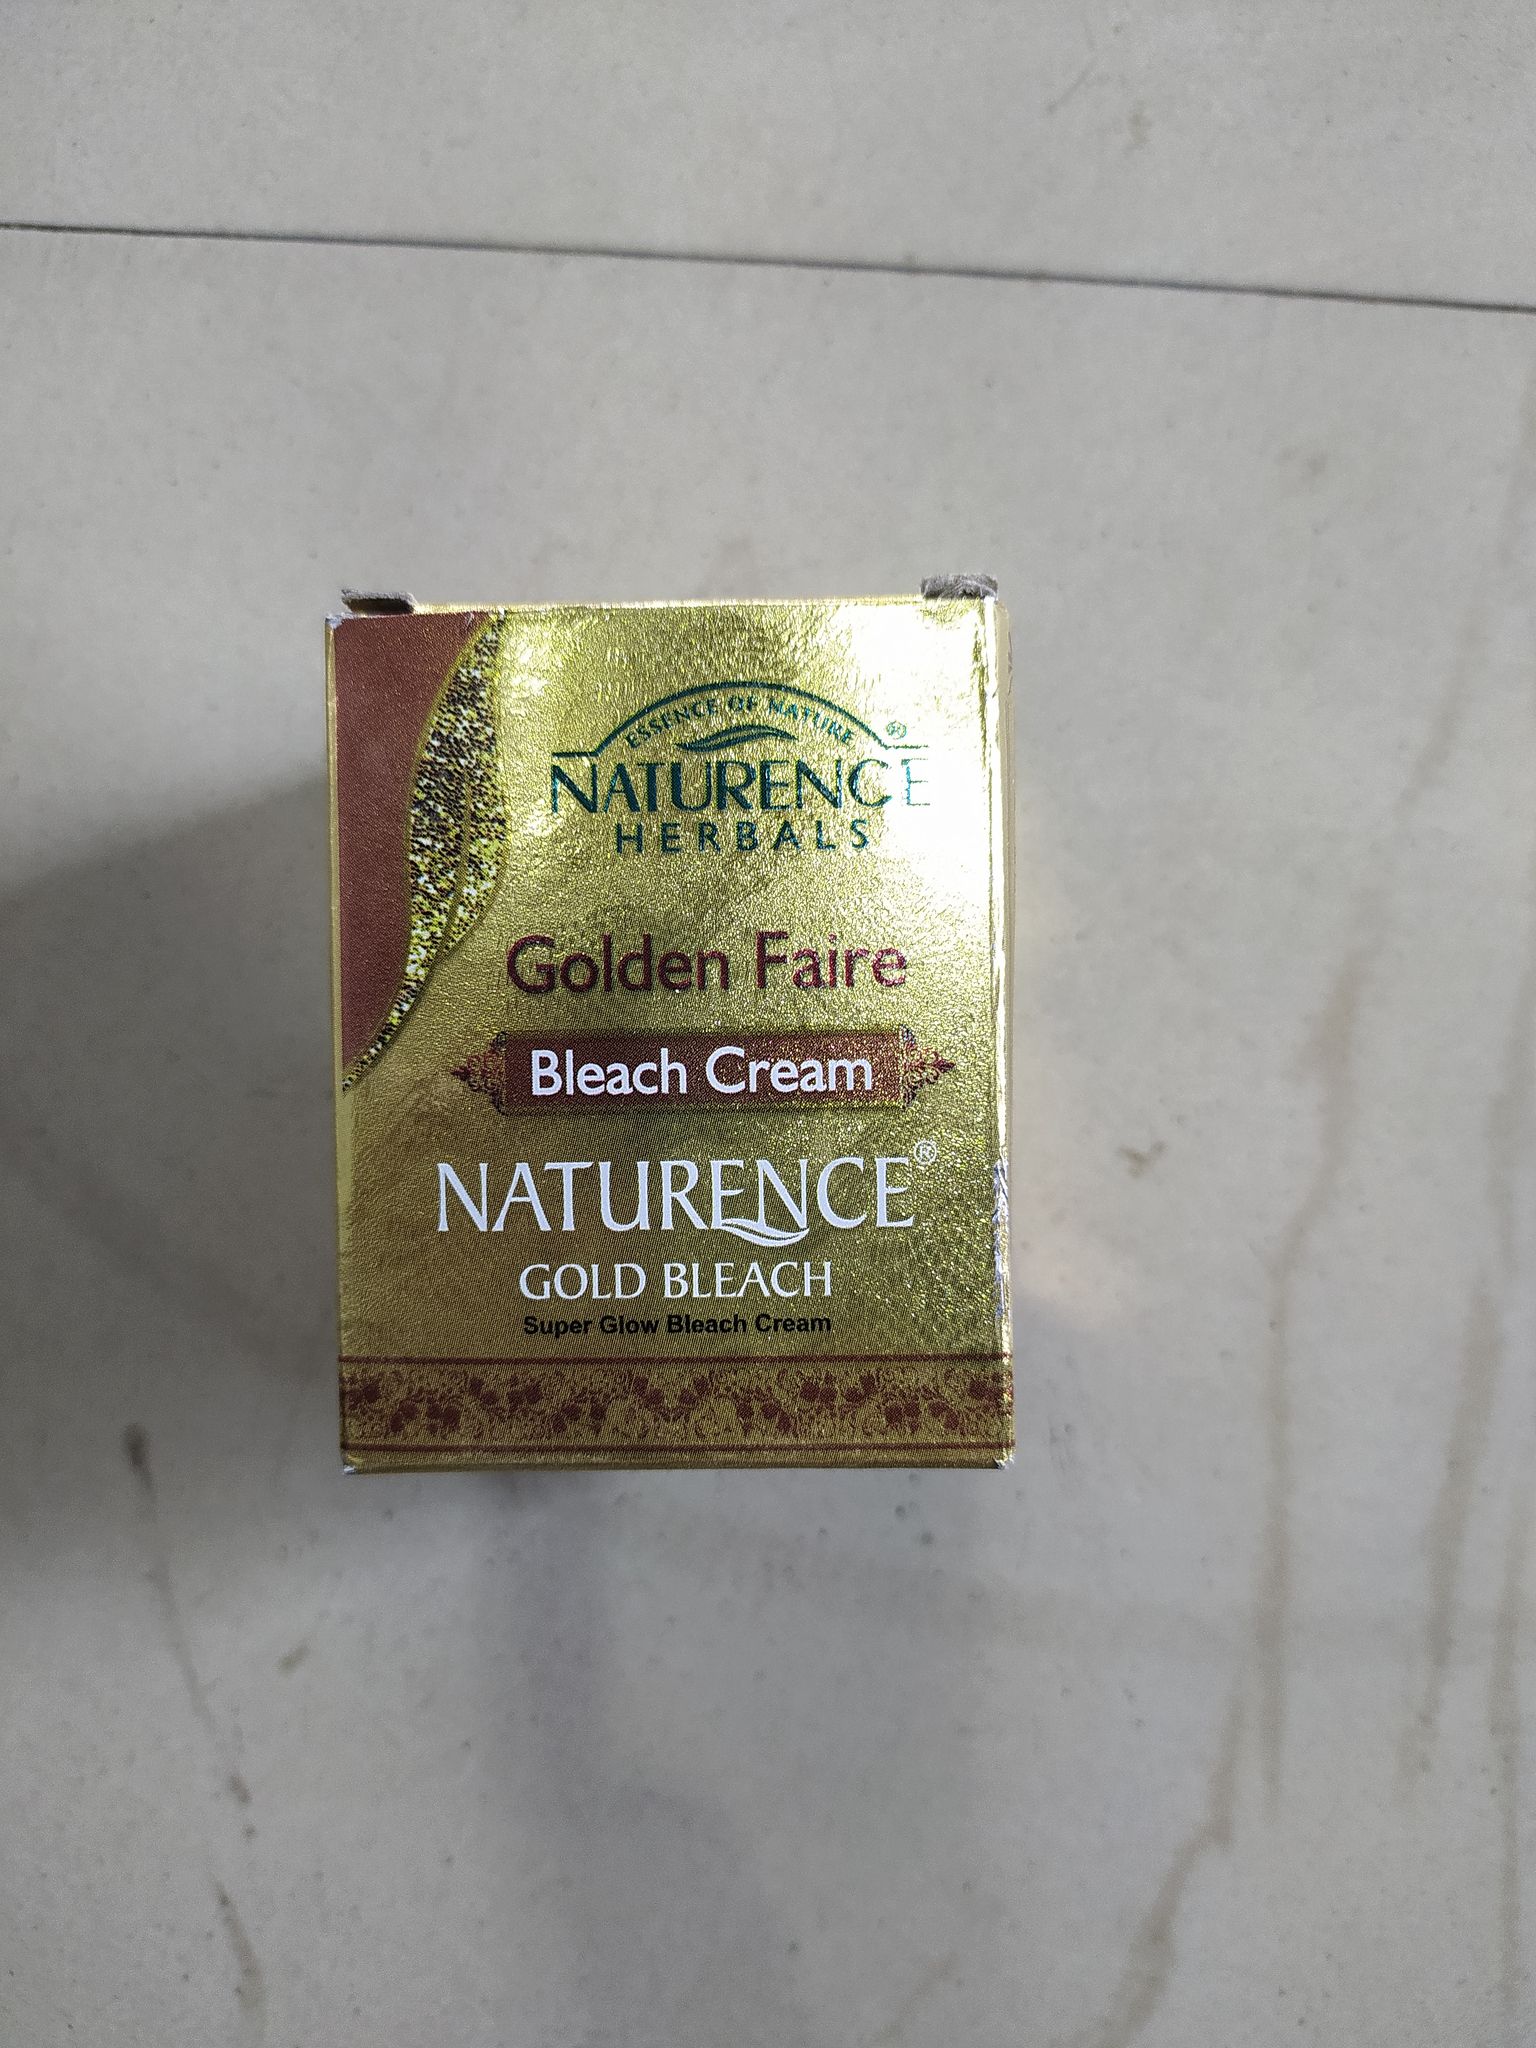 ESSENCE OF NATURE
®
NATURENCE
HERBALS
Golden Faire
Bleach Cream
NATURENCE®
GOLD BLEACH
Super Glow Bleach Cream